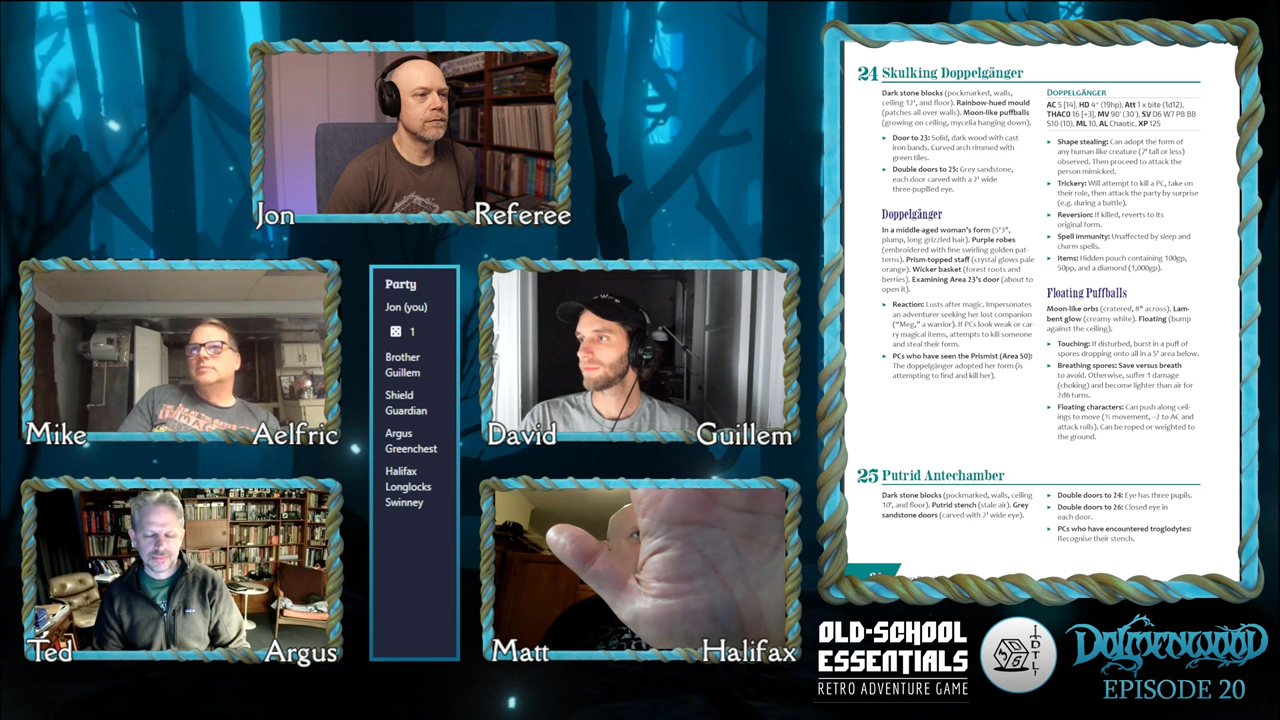 Jon
Referee
Mike
Aelfric
Party
Jon (you)
1
Brother
Guillem
Shield
Guardian
Argus
Greenchest
Halifax
Longlocks
Swinney
David
Guillem
Ted
Argus
Matt
Halifax
24 Skulking Doppelgänger
Dark stone blocks (pockmarked, walls,
ceiling 12', and floor). Rainbow-hued mould
(patches all over walls). Moon-like puffballs
(growing on ceiling, mycelia hanging down).
▸ Door to 23: Solid, dark wood with cast
iron bands. Curved arch rimmed with
green tiles.
▸ Double doors to 25: Grey sandstone,
each door carved with a 2' wide
three pupilled eye.
Doppelgänger
In a middle-aged woman's form (5'3",
plump, long grizzled hair). Purple robes
(embroidered with fine swirling golden pat-
terns). Prism-topped staff (crystal glows pale
orange). Wicker basket (forest roots and
berries). Examining Area 23's door (about to
open it).
▸ Reaction: Lusts after magic. Impersonates
an adventurer seeking her lost companion
("Meg," a warrior). If PCs look weak or car-
ry magical items, attempts to kill someone
and steal their form.
▸ PCs who have seen the Prismist (Area 50):
The doppelgänger adopted her form (is
attempting to find and kill her).
Doppelgänger
AC 5 [14], HD 4* (19hp), Att 1 x bite (1d12),
THAC0 16 [+3], MV 90' (30'), SV D6 W7 P8 B8
S10 (10), ML 10, AL Chaotic, XP 125
▸ Shape stealing: Can adopt the form of
any human-like creature (7' tall or less)
observed. Then proceed to attack the
person mimicked.
▸ Trickery: Will attempt to kill a PC, take on
their role, then attack the party by surprise
(e.g. during a battle).
▸ Reversion: If killed, reverts to its
original form.
▸ Spell immunity: Unaffected by sleep and
charm spells.
▸ Items: Hidden pouch containing 100gp,
50pp, and a diamond (1,000gp).
Floating Puffballs
Moon-like orbs (cratered, 8" across). Lam-
bent glow (creamy white). Floating (bump
against the ceiling).
▸ Touching: If disturbed, burst in a puff of
spores dropping onto all in a 5' area below.
▸ Breathing spores: Save versus breath
to avoid. Otherwise, suffer 1 damage
(choking) and become lighter than air for
2d6 turns.
▸ Floating characters: Can push along ceil-
ings to move (½ movement, –2 to AC and
attack rolls). Can be roped or weighted to
the ground.
25 Putrid Antechamber
Dark stone blocks (pockmarked, walls, ceiling
10', and floor). Putrid stench (stale air). Grey
sandstone doors (carved with 2' wide eye).
▸ Double doors to 24: Eye has three pupils.
▸ Double doors to 26: Closed eye in
each door.
▸ PCs who have encountered troglodytes:
Recognise their stench.
OLD-SCHOOL
ESSENTIALS
RETRO ADVENTURE GAME
ITDTL
Dolmenwood
EPISODE 20